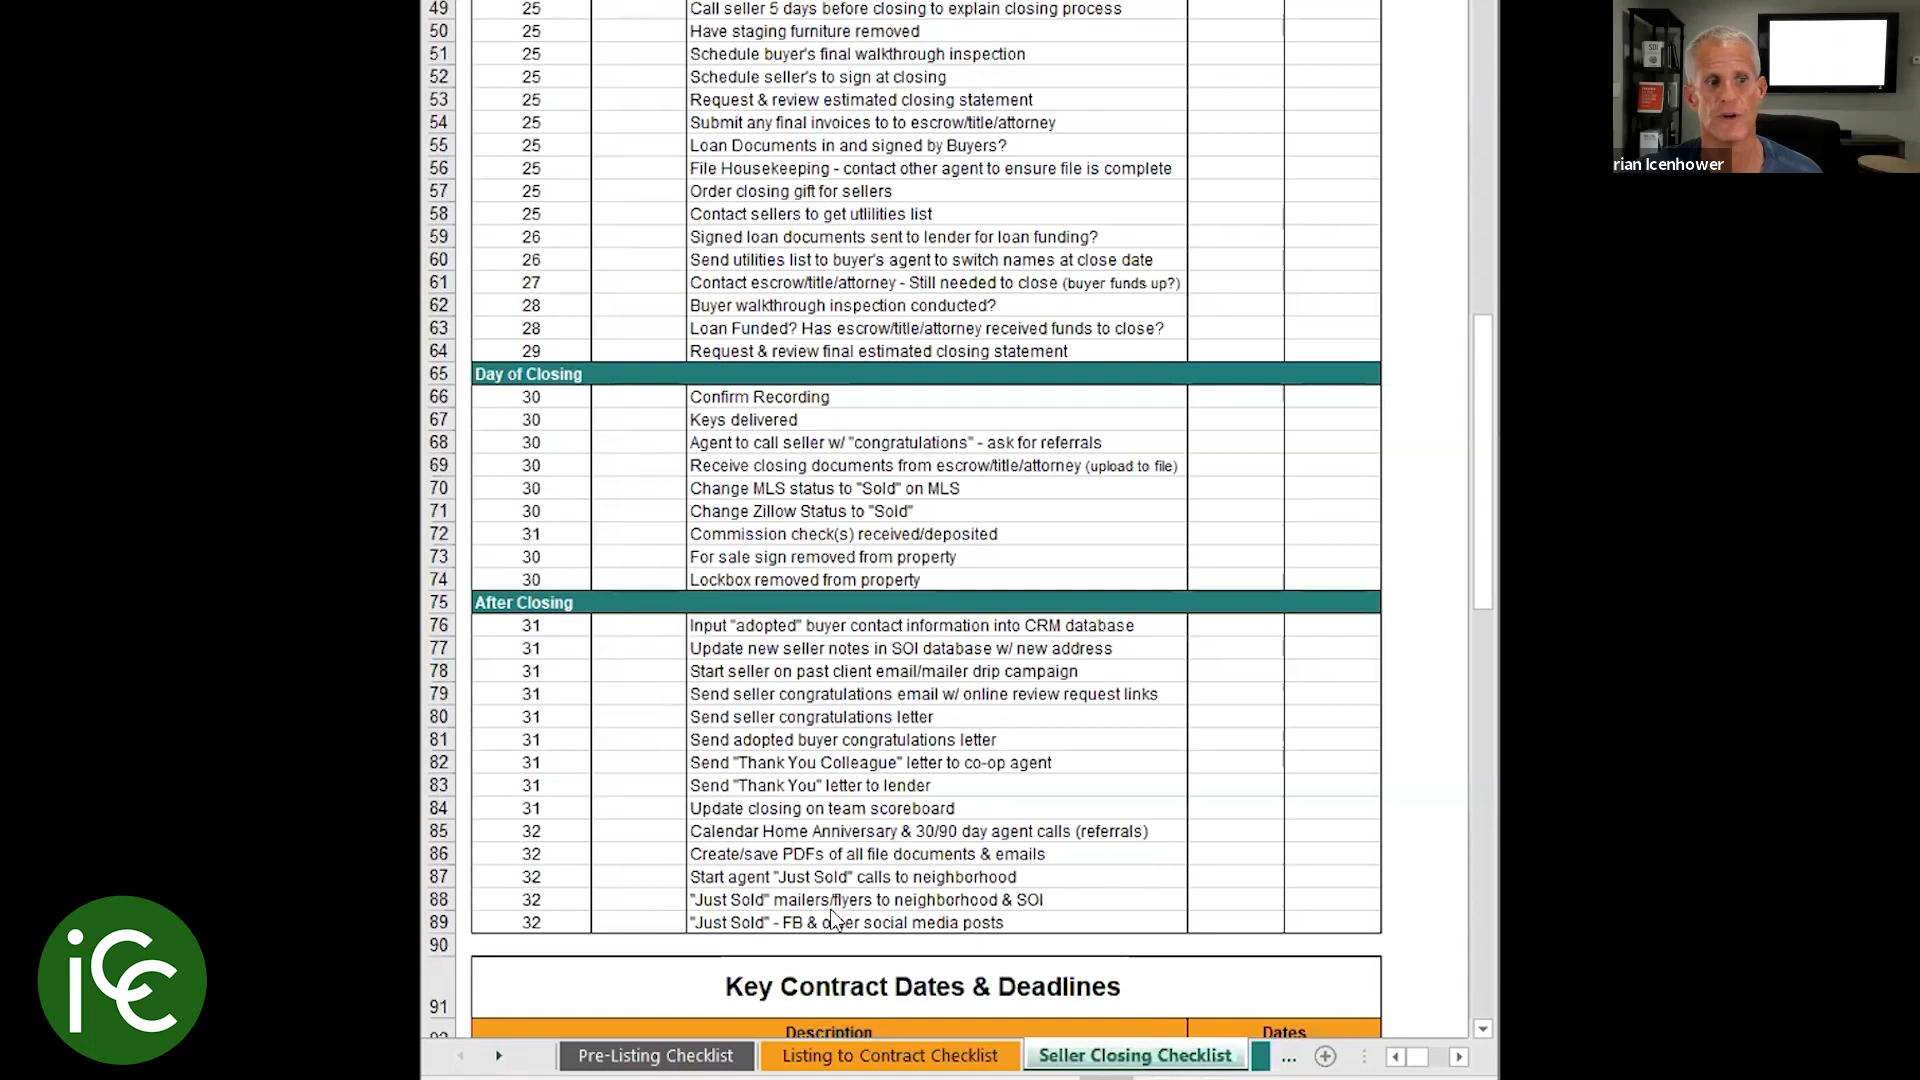 49 25 Call seller 5 days before closing to explain closing process
50 25 Have staging furniture removed
51 25 Schedule buyer's final walkthrough inspection
52 25 Schedule seller's to sign at closing
53 25 Request & review estimated closing statement
54 25 Submit any final invoices to to escrow/title/attorney
55 25 Loan Documents in and signed by Buyers?
56 25 File Housekeeping - contact other agent to ensure file is complete
57 25 Order closing gift for sellers
58 25 Contact sellers to get utlilities list
59 26 Signed loan documents sent to lender for loan funding?
60 26 Send utilities list to buyer's agent to switch names at close date
61 27 Contact escrow/title/attorney - Still needed to close (buyer funds up?)
62 28 Buyer walkthrough inspection conducted?
63 28 Loan Funded? Has escrow/title/attorney received funds to close?
64 29 Request & review final estimated closing statement
65 Day of Closing
66 30 Confirm Recording
67 30 Keys delivered
68 30 Agent to call seller w/ "congratulations" - ask for referrals
69 30 Receive closing documents from escrow/title/attorney (upload to file)
70 30 Change MLS status to "Sold" on MLS
71 30 Change Zillow Status to "Sold"
72 31 Commission check(s) received/deposited
73 30 For sale sign removed from property
74 30 Lockbox removed from property
75 After Closing
76 31 Input "adopted" buyer contact information into CRM database
77 31 Update new seller notes in SOI database w/ new address
78 31 Start seller on past client email/mailer drip campaign
79 31 Send seller congratulations email w/ online review request links
80 31 Send seller congratulations letter
81 31 Send adopted buyer congratulations letter
82 31 Send "Thank You Colleague" letter to co-op agent
83 31 Send "Thank You" letter to lender
84 31 Update closing on team scoreboard
85 32 Calendar Home Anniversary & 30/90 day agent calls (referrals)
86 32 Create/save PDFs of all file documents & emails
87 32 Start agent "Just Sold" calls to neighborhood
88 32 "Just Sold" mailers/flyers to neighborhood & SOI
89 32 "Just Sold" - FB & social media posts
90
91 Key Contract Dates & Deadlines
Description Dates
Pre-Listing Checklist Listing to Contract Checklist Seller Closing Checklist ...
rian Icenhower
SOI
icc